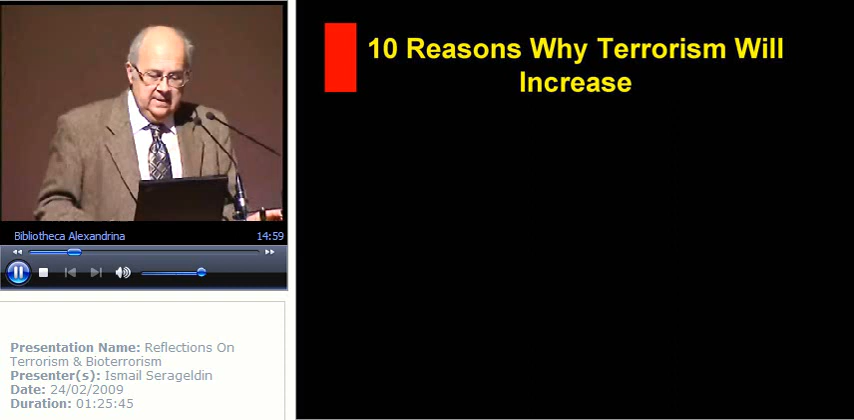 10 Reasons Why Terrorism Will
Increase
Bibliotheca Alexandrina 14:59
Presentation Name: Reflections On
Terrorism & Bioterrorism
Presenter(s): Ismail Serageldin
Date: 24/02/2009
Duration: 01:25:45